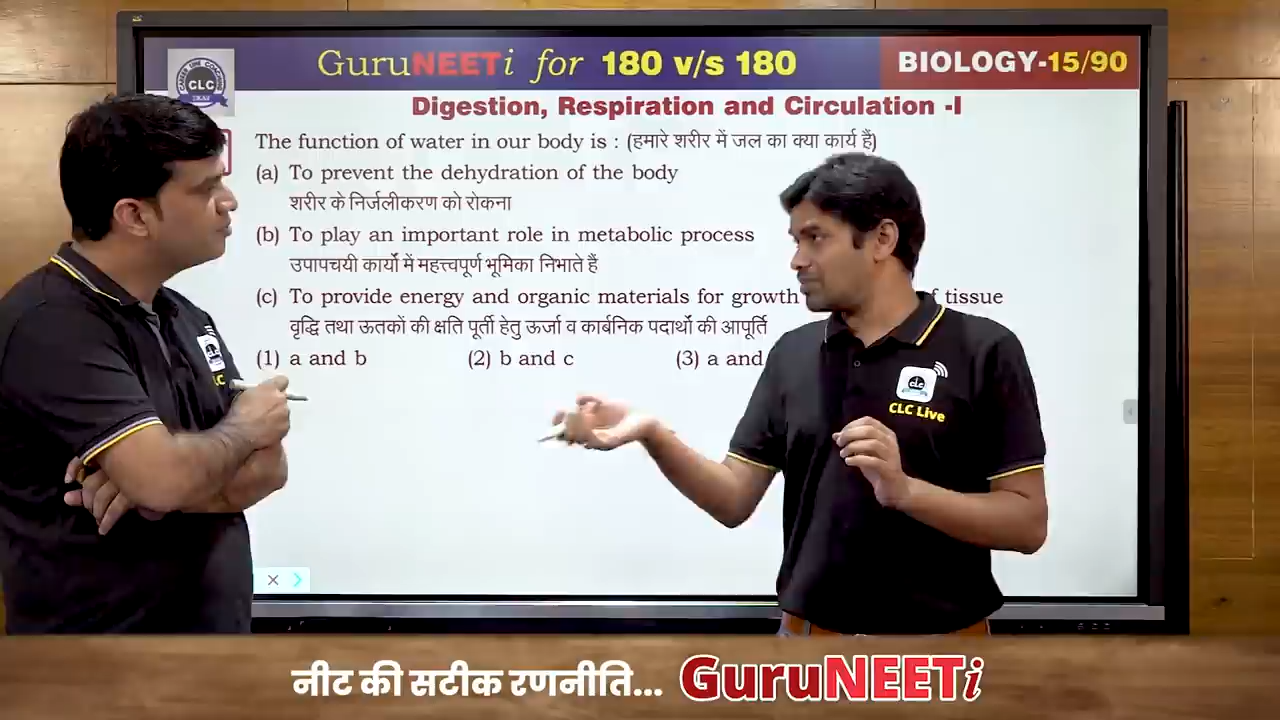 GuruNEETi for 180 v/s 180
BIOLOGY-15/90
CLC
SIKAR
Digestion, Respiration and Circulation -I
The function of water in our body is : (हमारे शरीर में जल का क्या कार्य हैं)
(a) To prevent the dehydration of the body
शरीर के निर्जलीकरण को रोकना
(b) To play an important role in metabolic process
उपापचयी कार्यों में महत्त्वपूर्ण भूमिका निभाते हैं
(c) To provide energy and organic materials for growth f tissue
वृद्धि तथा ऊतकों की क्षति पूर्ती हेतु ऊर्जा व कार्बनिक पदार्थों की आपूर्ति
(1) a and b (2) b and c (3) a and
LC
clc
CLC Live
नीट की सटीक रणनीति... GuruNEETi